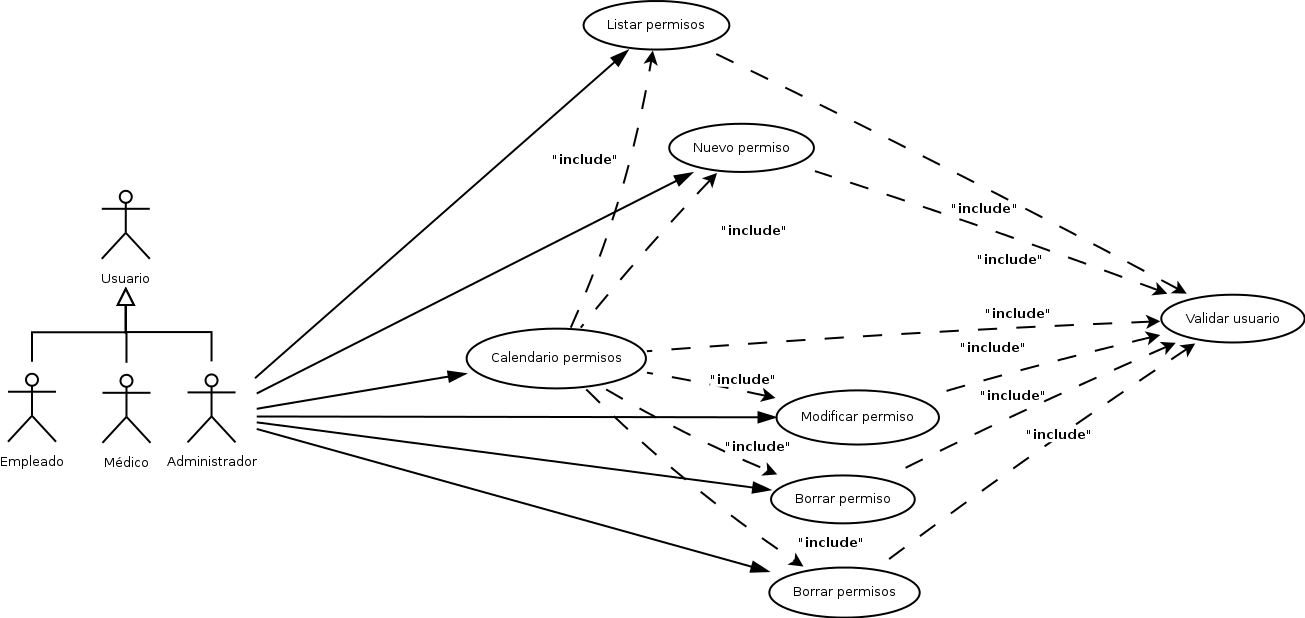 Listar permisos
Nuevo permiso
"include"
"include"
"include"
"include"
Usuario
"include"
Validar usuario
"include"
Calendario permisos
"include"
"include"
Modificar permiso
"include"
"include"
Empleado
Médico
Administrador
Borrar permiso
"include"
Borrar permisos